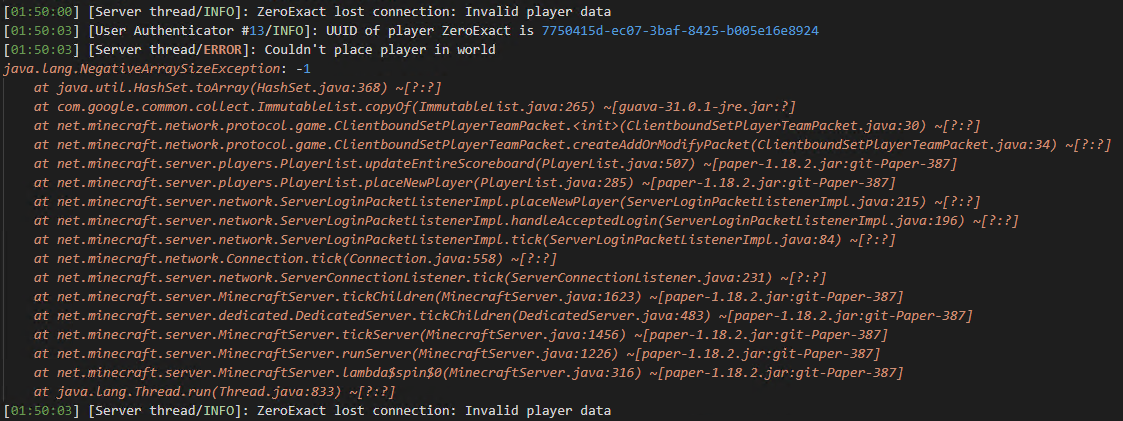 [01:50:00] [Server thread/INFO]: ZeroExact lost connection: Invalid player data
[01:50:03] [User Authenticator #13/INFO]: UUID of player ZeroExact is 7750415d-ec07-3baf-8425-b005e16e8924
[01:50:03] [Server thread/ERROR]: Couldn't place player in world
java.lang.NegativeArraySizeException: -1
    at java.util.HashSet.toArray(HashSet.java:368) ~[?:?]
    at com.google.common.collect.ImmutableList.copyOf(ImmutableList.java:265) ~[guava-31.0.1-jre.jar:?]
    at net.minecraft.network.protocol.game.ClientboundSetPlayerTeamPacket.<init>(ClientboundSetPlayerTeamPacket.java:30) ~[?:?]
    at net.minecraft.network.protocol.game.ClientboundSetPlayerTeamPacket.createAddOrModifyPacket(ClientboundSetPlayerTeamPacket.java:34) ~[?:?]
    at net.minecraft.server.players.PlayerList.updateEntireScoreboard(PlayerList.java:507) ~[paper-1.18.2.jar:git-Paper-387]
    at net.minecraft.server.players.PlayerList.placeNewPlayer(PlayerList.java:285) ~[paper-1.18.2.jar:git-Paper-387]
    at net.minecraft.server.network.ServerLoginPacketListenerImpl.placeNewPlayer(ServerLoginPacketListenerImpl.java:215) ~[?:?]
    at net.minecraft.server.network.ServerLoginPacketListenerImpl.handleAcceptedLogin(ServerLoginPacketListenerImpl.java:196) ~[?:?]
    at net.minecraft.server.network.ServerLoginPacketListenerImpl.tick(ServerLoginPacketListenerImpl.java:84) ~[?:?]
    at net.minecraft.network.Connection.tick(Connection.java:558) ~[?:?]
    at net.minecraft.server.network.ServerConnectionListener.tick(ServerConnectionListener.java:231) ~[?:?]
    at net.minecraft.server.MinecraftServer.tickChildren(MinecraftServer.java:1623) ~[paper-1.18.2.jar:git-Paper-387]
    at net.minecraft.server.dedicated.DedicatedServer.tickChildren(DedicatedServer.java:483) ~[paper-1.18.2.jar:git-Paper-387]
    at net.minecraft.server.MinecraftServer.tickServer(MinecraftServer.java:1456) ~[paper-1.18.2.jar:git-Paper-387]
    at net.minecraft.server.MinecraftServer.runServer(MinecraftServer.java:1226) ~[paper-1.18.2.jar:git-Paper-387]
    at net.minecraft.server.MinecraftServer.lambda$spin$0(MinecraftServer.java:316) ~[paper-1.18.2.jar:git-Paper-387]
    at java.lang.Thread.run(Thread.java:833) ~[?:?]
[01:50:03] [Server thread/INFO]: ZeroExact lost connection: Invalid player data